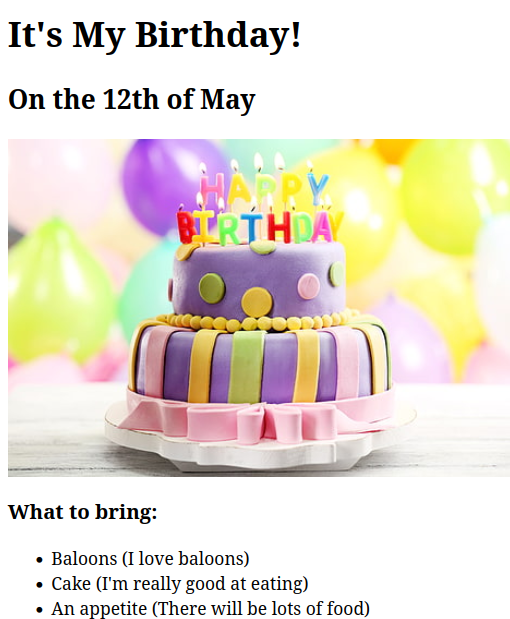 It's My Birthday!
On the 12th of May
HAPPY
BIRTHDAY
What to bring:
Baloons (I love baloons)
Cake (I'm really good at eating)
An appetite (There will be lots of food)